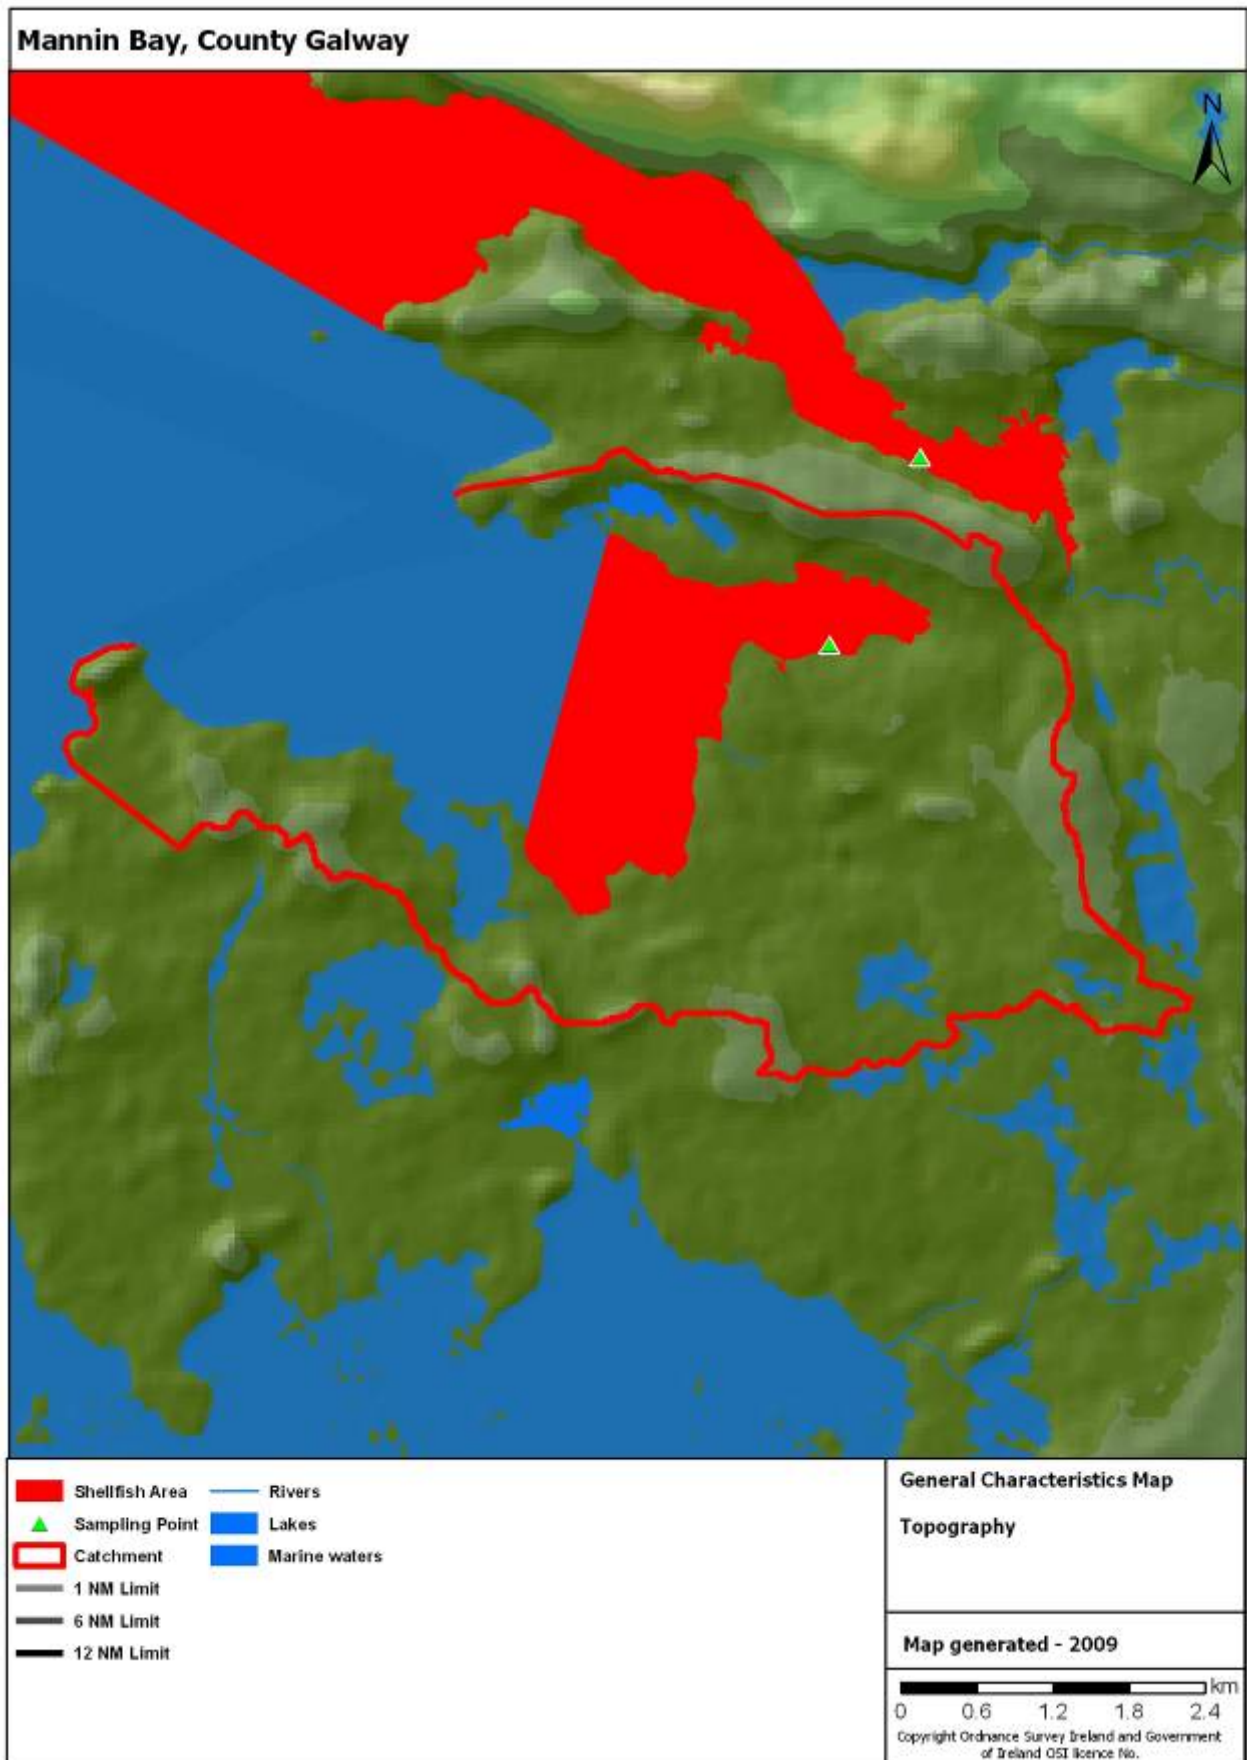 Mannin Bay, County Galway
N
Shellfish Area
Sampling Point
Catchment
1 NM Limit
6 NM Limit
12 NM Limit
Rivers
Lakes
Marine waters
General Characteristics Map
Topography
Map generated - 2009
km
0 0.6 1.2 1.8 2.4
Copyright Ordnance Survey Ireland and Government
of Ireland OSI licence No.